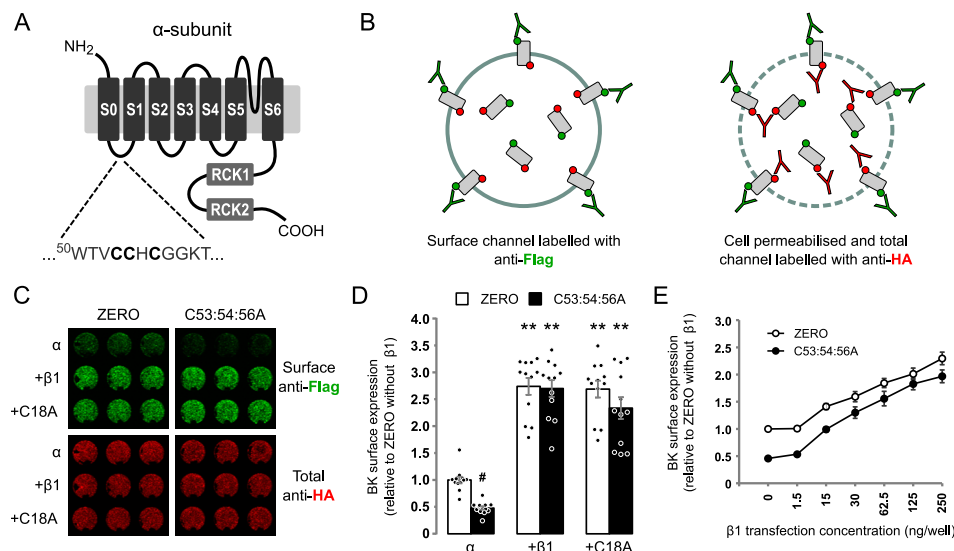 A
α-subunit
NH2
S0 S1 S2 S3 S4 S5 S6
RCK1
RCK2
COOH
...50WTVCCHCGGKT...
B
Surface channel labelled with
anti-Flag
Cell permeabilised and total
channel labelled with anti-HA
C
ZERO C53:54:56A
α
+β1
+C18A
Surface
anti-Flag
α
+β1
+C18A
Total
anti-HA
D
ZERO C53:54:56A
BK surface expression
(relative to ZERO without β1)
4.0
3.5
3.0
2.5
2.0
1.5
1.0
0.5
0.0
#
** ** ** **
α +β1 +C18A
E
ZERO
C53:54:56A
BK surface expression
(relative to ZERO without β1)
3.0
2.5
2.0
1.5
1.0
0.5
0.0
0 1.5 15 30 62.5 125 250
β1 transfection concentration (ng/well)